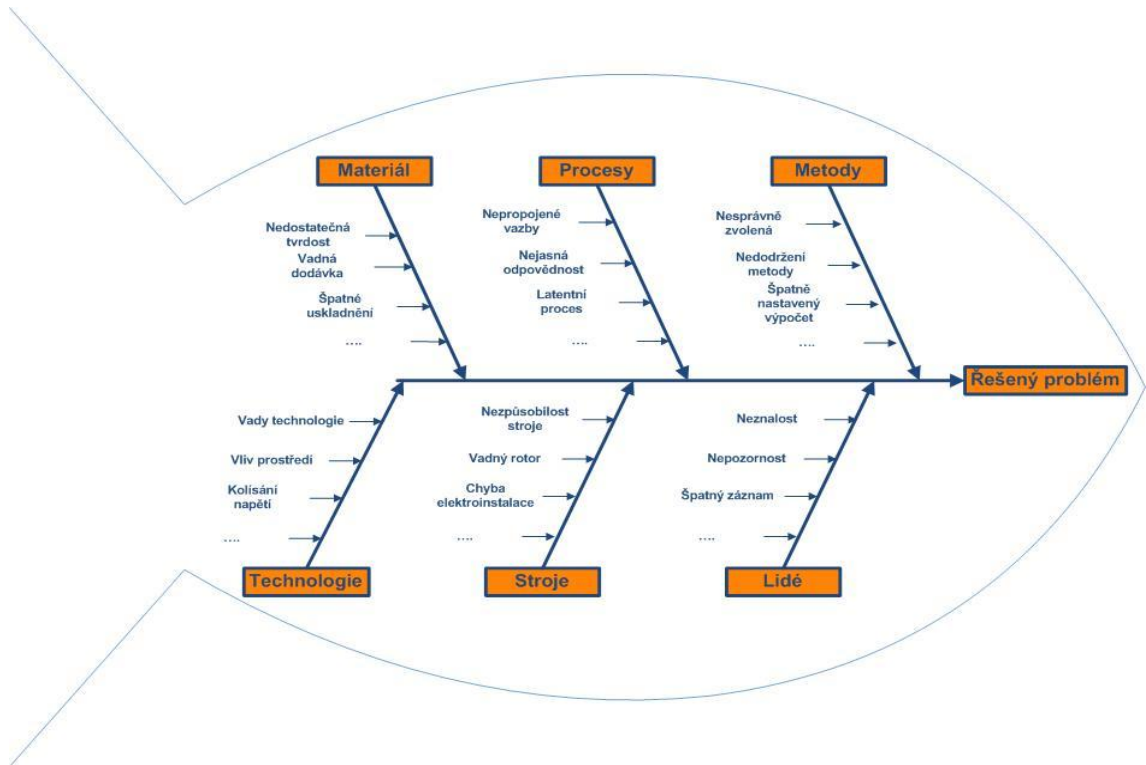 Materiál
Procesy
Metody
Nedostatečná
tvrdost
Vadná
dodávka
Špatné
uskladnění
....
Nepropojené
vazby
Nejasná
odpovědnost
Latentní
proces
....
Nesprávně
zvolená
Nedodržení
metody
Špatně
nastavený
výpočet
....
Řešený problém
Vady technologie
Vliv prostředí
Kolísání
napětí
....
Nezpůsobilost
stroje
Vadný rotor
Chyba
elektroinstalace
....
Neznalost
Nepozornost
Špatný záznam
....
Technologie
Stroje
Lidé